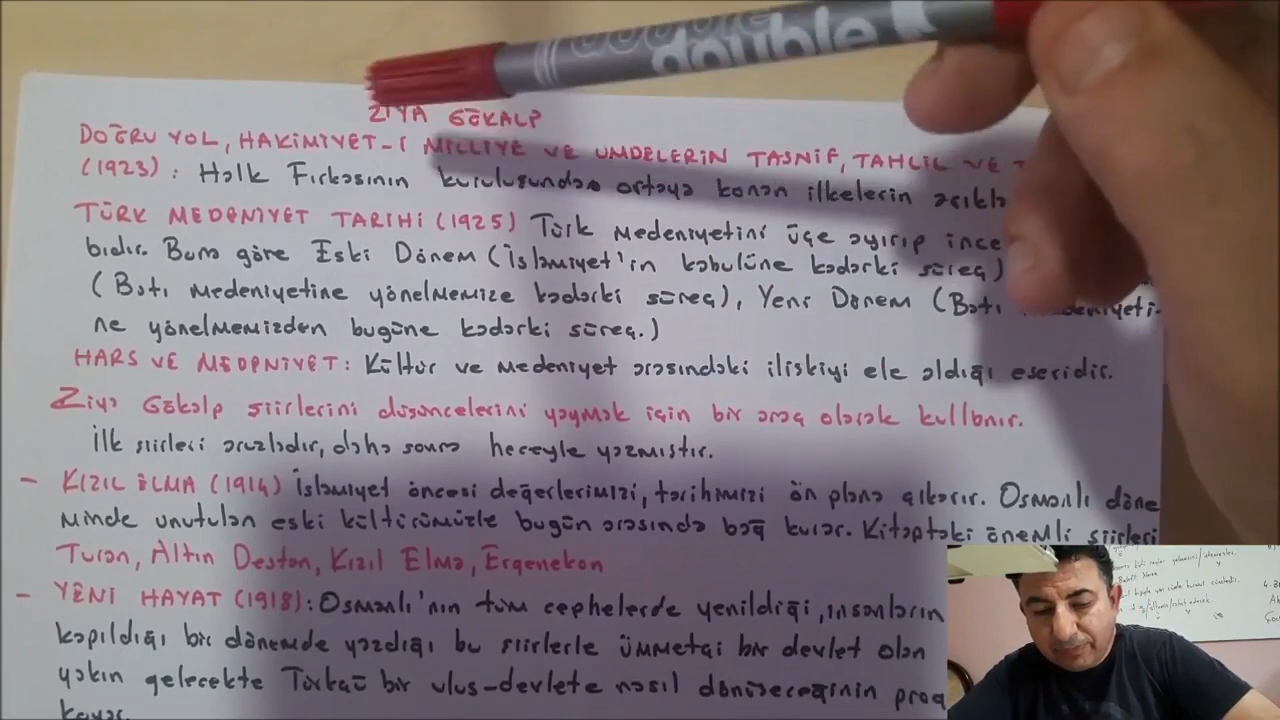 double
ZİYA GÖKALP
DOĞRU YOL, HAKİMİYET-İ MİLLİYE VE UMDELERİN TASNİF, TAHLİL VE
(1923) : Halk Fırkasının kuruluşunda ortaya konan ilkelerin
TÜRK MEDENİYET TARİHİ (1925) Türk medeniyetini üçe ayırıp
bıdır. Buna göre Eski Dönem (İslamiyet'in kabulüne kadarki süreç)
(Batı medeniyetine yönelmemize kadarki süreç), Yeni Dönem (Batı
ne yönelmemizden bugüne kadarki süreç.)
HARS VE MEDENİYET: Kültür ve medeniyet arasındaki ilişkiyi ele aldığı eseridir.
Ziya Gökalp şiirlerini düşüncelerini yaymak için bir araç olarak kullanır.
İlk şiirleri aruzladır, daha sonra heceyle yazmıştır.
- KIZIL ELMA (1914) İslamiyet öncesi değerlerimizi, tarihimizi ön plana çıkarır. Osmanlı döne
minde unutulan eski kültürümüzle bugün arasında bağ kurar. Kitaptaki önemli şiirleri
Turan, Altın Destan, Kızıl Elma, Ergenekon
- YENİ HAYAT (1918): Osmanlı'nın tüm cephelerde yenildiği, insanların
kapıldığı bir dönemde yazdığı bu şiirlerle ümmetçi bir devlet olan
yakın gelecekte Türkçü bir ulus-devlete nasıl dönüşeceğinin